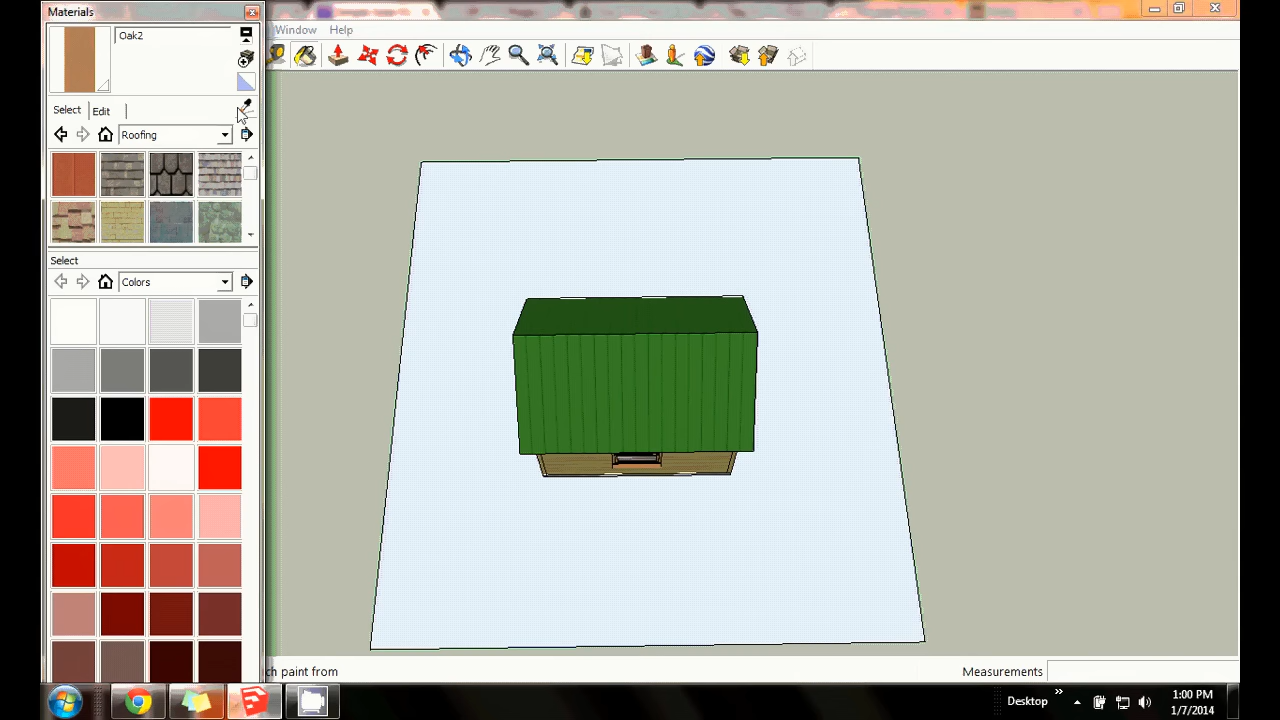 Materials
Oak2
Window Help
Select Edit
Roofing
Select
Colors
ch paint from
Measurements
Desktop
1:00 PM
1/7/2014